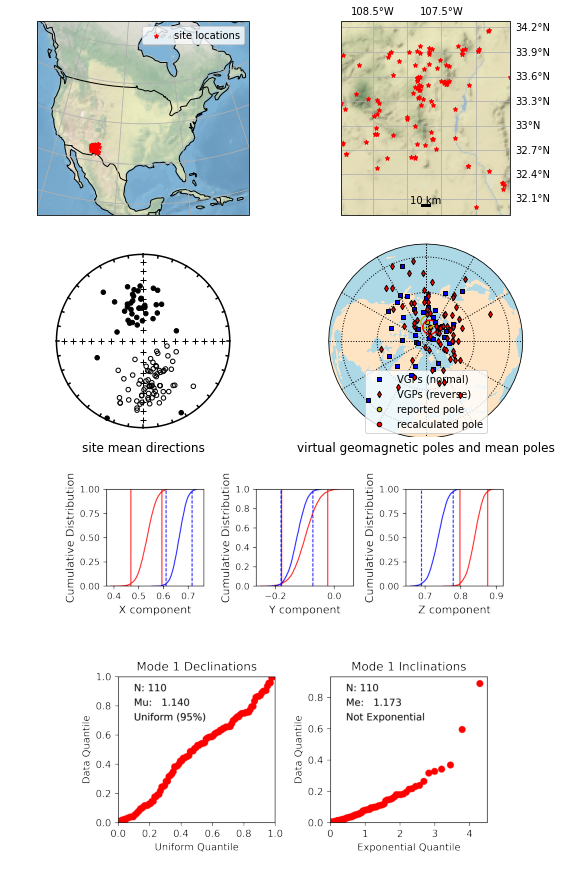 site locations
108.5°W 107.5°W
34.2°N
33.9°N
33.6°N
33.3°N
33°N
32.7°N
32.4°N
32.1°N
10 km
VGPs (normal)
VGPs (reverse)
reported pole
recalculated pole
site mean directions
virtual geomagnetic poles and mean poles
Cumulative Distribution
1.00
0.75
0.50
0.25
0.00
0.4 0.5 0.6 0.7
X component
Cumulative Distribution
1.0
0.8
0.6
0.4
0.2
0.0
−0.2 0.0
Y component
Cumulative Distribution
1.00
0.75
0.50
0.25
0.00
0.7 0.8 0.9
Z component
Mode 1 Declinations
N: 110
Mu: 1.140
Uniform (95%)
Data Quantile
1.0
0.8
0.6
0.4
0.2
0.0
0.0 0.2 0.4 0.6 0.8 1.0
Uniform Quantile
Mode 1 Inclinations
N: 110
Me: 1.173
Not Exponential
Data Quantile
0.8
0.6
0.4
0.2
0.0
0 1 2 3 4
Exponential Quantile